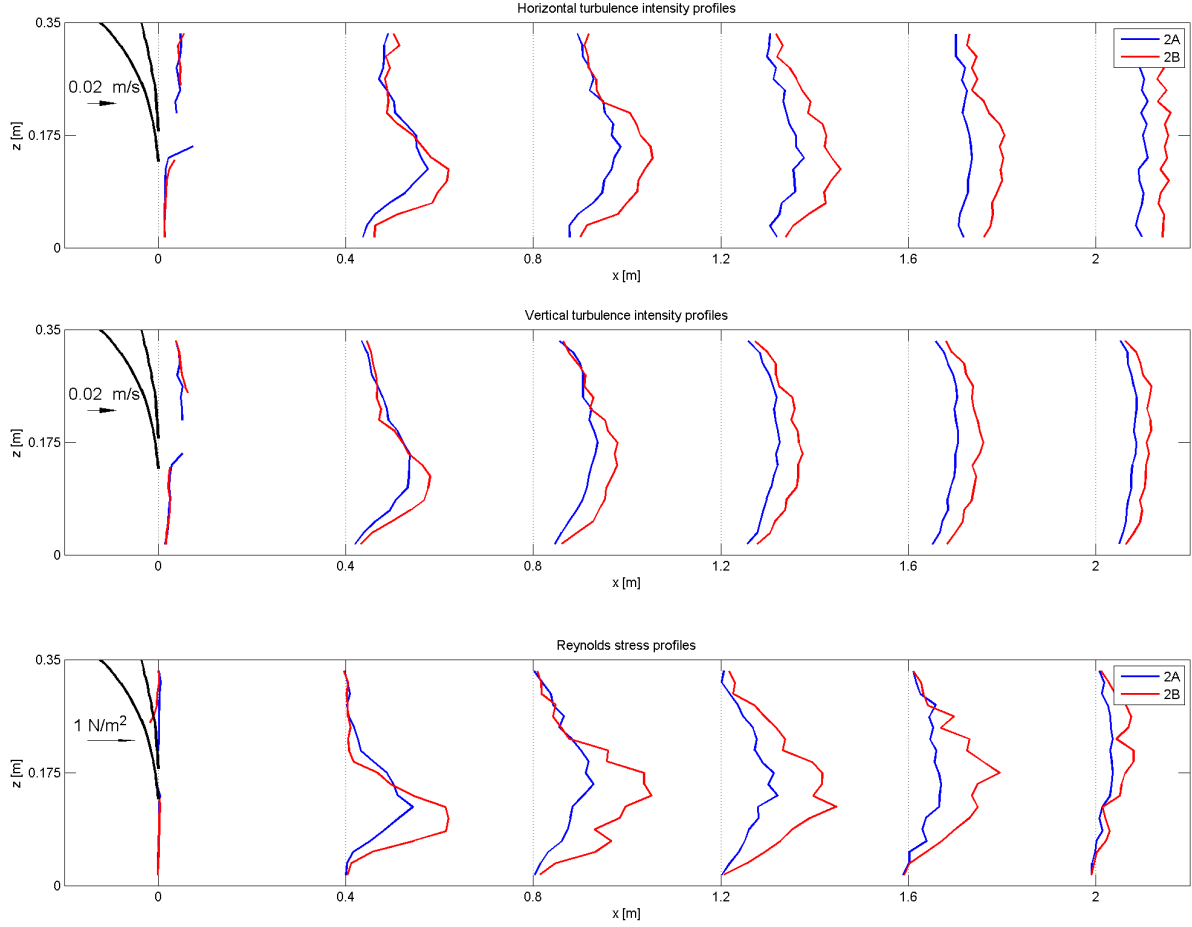 Horizontal turbulence intensity profiles
0.35
2A
2B
0.02 m/s
z [m]
0.175
0
0
0.4
0.8
1.2
1.6
2
x [m]
Vertical turbulence intensity profiles
0.35
0.02 m/s
z [m]
0.175
0
0
0.4
0.8
1.2
1.6
2
x [m]
Reynolds stress profiles
0.35
2A
2B
1 N/m²
z [m]
0.175
0
0
0.4
0.8
1.2
1.6
2
x [m]